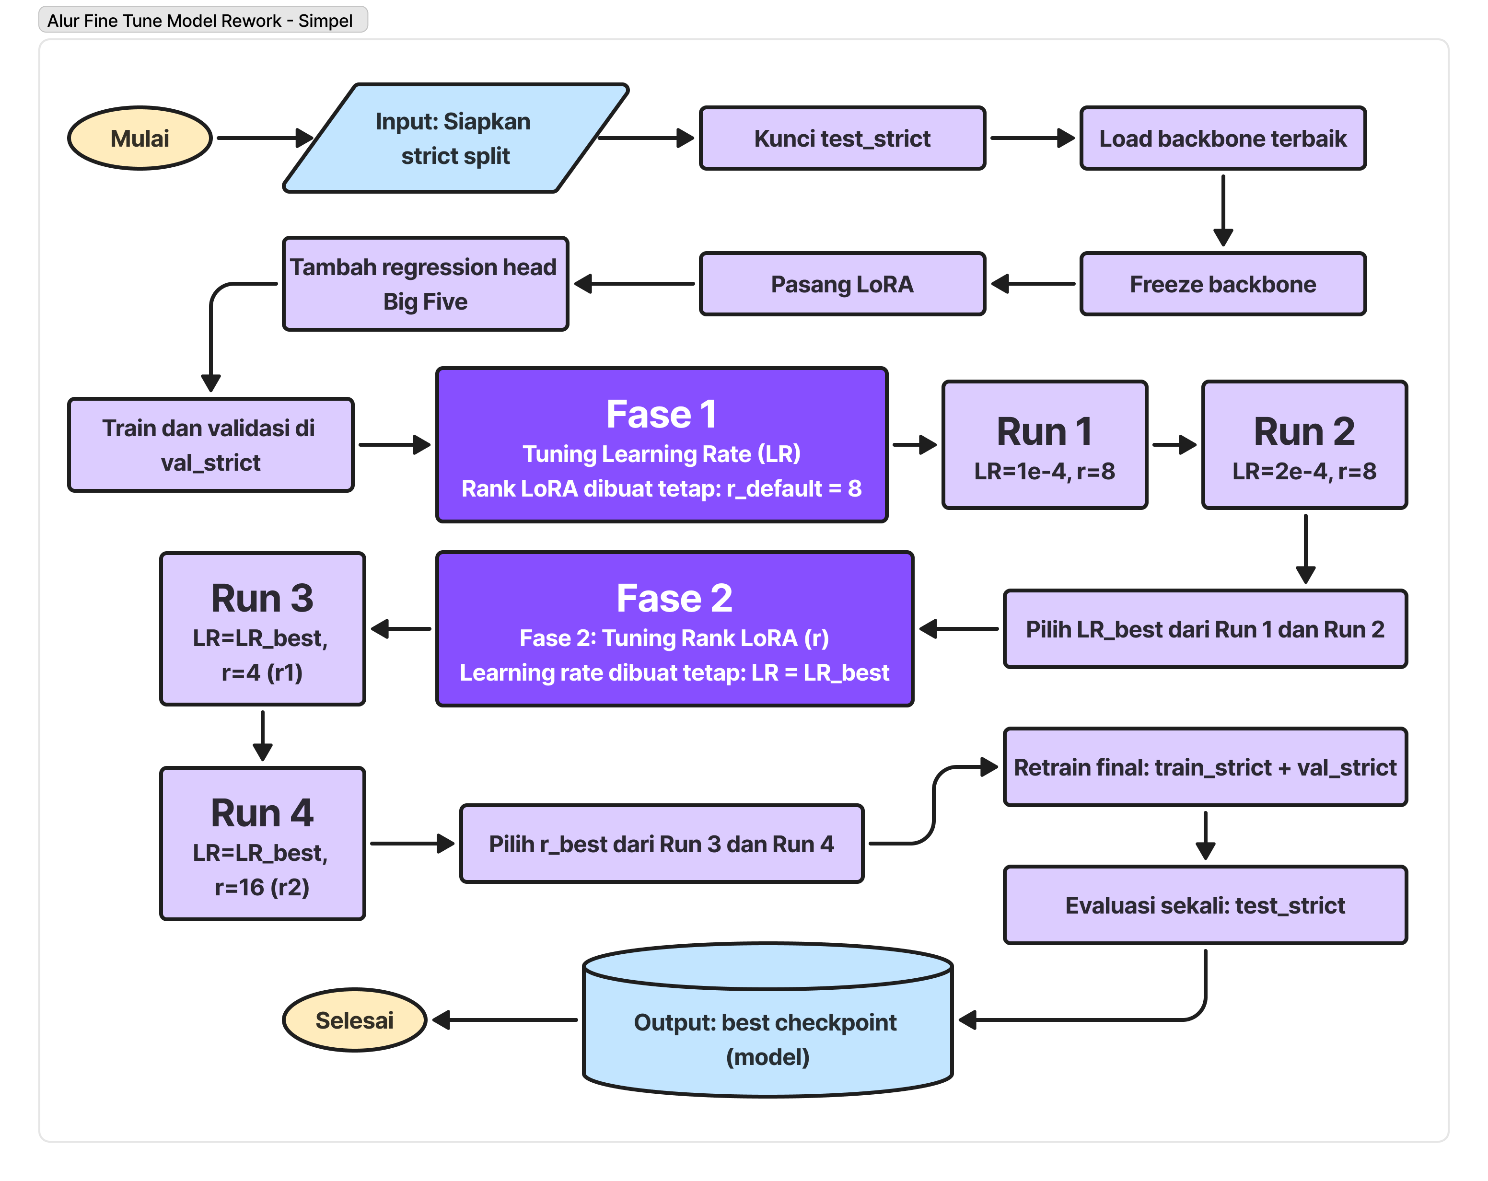 Alur Fine Tune Model Rework - Simpel
Mulai
Input: Siapkan
strict split
Kunci test_strict
Load backbone terbaik
Freeze backbone
Pasang LoRA
Tambah regression head
Big Five
Train dan validasi di
val_strict
Fase 1
Tuning Learning Rate (LR)
Rank LoRA dibuat tetap: r_default = 8
Run 1
LR=1e-4, r=8
Run 2
LR=2e-4, r=8
Pilih LR_best dari Run 1 dan Run 2
Fase 2
Fase 2: Tuning Rank LoRA (r)
Learning rate dibuat tetap: LR = LR_best
Run 3
LR=LR_best,
r=4 (r1)
Run 4
LR=LR_best,
r=16 (r2)
Pilih r_best dari Run 3 dan Run 4
Retrain final: train_strict + val_strict
Evaluasi sekali: test_strict
Output: best checkpoint
(model)
Selesai